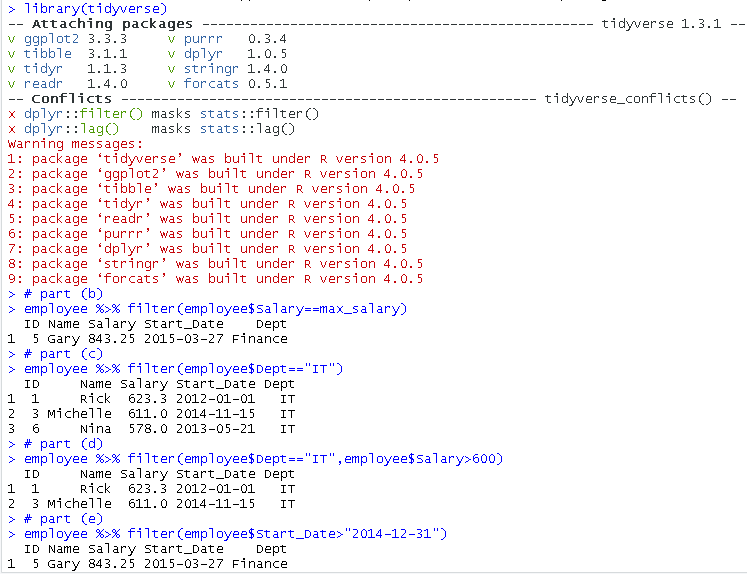 > library(tidyverse)
-- Attaching packages ------------------------------------------------- tidyverse 1.3.1 --
v ggplot2 3.3.3     v purrr   0.3.4
v tibble  3.1.1     v dplyr   1.0.5
v tidyr   1.1.3     v stringr 1.4.0
v readr   1.4.0     v forcats 0.5.1
-- Conflicts ---------------------------------------------------- tidyverse_conflicts() --
x dplyr::filter() masks stats::filter()
x dplyr::lag()    masks stats::lag()
Warning messages:
1: package ‘tidyverse’ was built under R version 4.0.5
2: package ‘ggplot2’ was built under R version 4.0.5
3: package ‘tibble’ was built under R version 4.0.5
4: package ‘tidyr’ was built under R version 4.0.5
5: package ‘readr’ was built under R version 4.0.5
6: package ‘purrr’ was built under R version 4.0.5
7: package ‘dplyr’ was built under R version 4.0.5
8: package ‘stringr’ was built under R version 4.0.5
9: package ‘forcats’ was built under R version 4.0.5
> # part (b)
> employee %>% filter(employee$Salary==max_salary)
  ID Name Salary Start_Date    Dept
1  5 Gary 843.25 2015-03-27 Finance
> # part (c)
> employee %>% filter(employee$Dept=="IT")
  ID     Name Salary Start_Date Dept
1  1     Rick  623.3 2012-01-01   IT
2  3 Michelle  611.0 2014-11-15   IT
3  6     Nina  578.0 2013-05-21   IT
> # part (d)
> employee %>% filter(employee$Dept=="IT",employee$Salary>600)
  ID     Name Salary Start_Date Dept
1  1     Rick  623.3 2012-01-01   IT
2  3 Michelle  611.0 2014-11-15   IT
> # part (e)
> employee %>% filter(employee$Start_Date>"2014-12-31")
  ID Name Salary Start_Date    Dept
1  5 Gary 843.25 2015-03-27 Finance